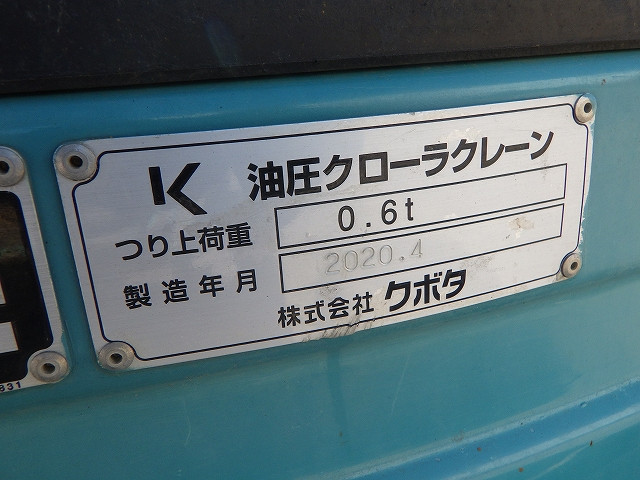 K 油圧クローラクレーン
つり上荷重 0.6t
製造年月 2020.4
株式会社 クボタ
831